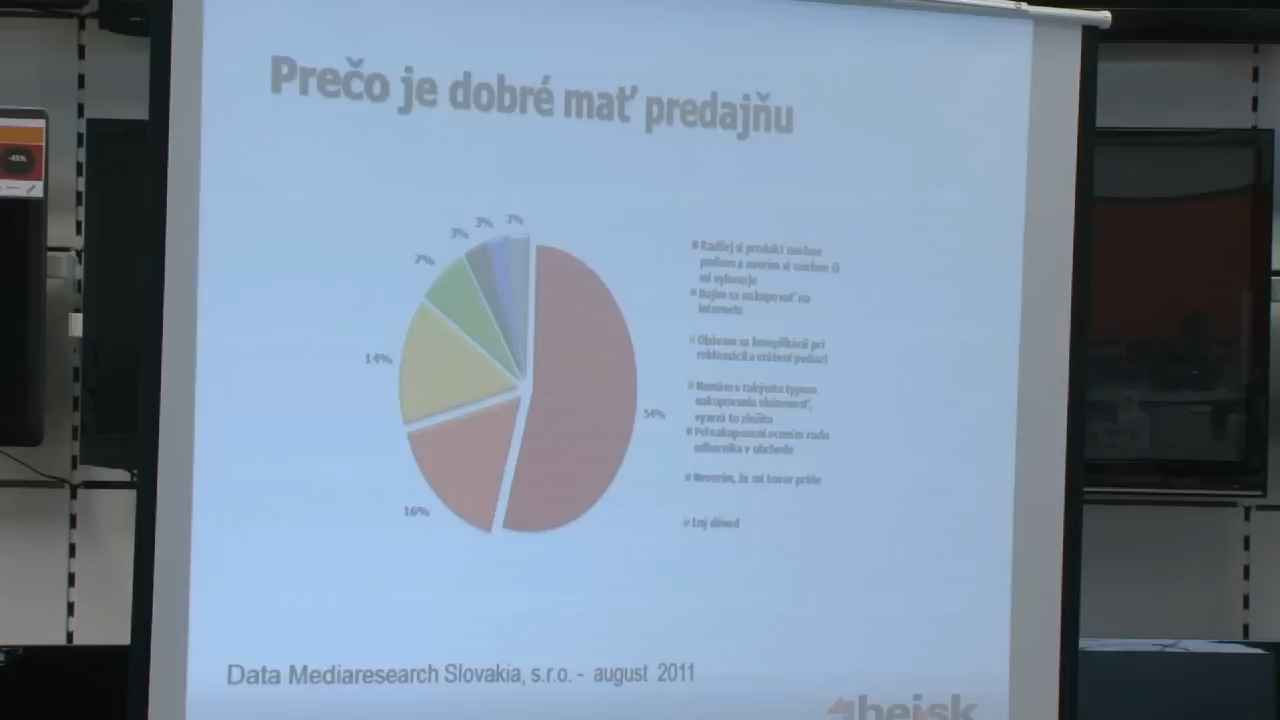 Prečo je dobré mať predajňu
3%
3%
3%
7%
14%
54%
16%
Radšej si produkt osobne
pozriem a overím si osobne či
mi vyhovuje
Bojím sa nakupovať na
internete
Obávam sa komplikácií pri
reklamácii a vrátení peňazí
Nemám s takýmto typom
nakupovania skúsenosť,
vyzerá to zložito
Pri nakupovaní ocením radu
odborníka v obchode
Neverím, že mi tovar príde
Iný dôvod
Data Mediaresearch Slovakia, s.r.o. - august 2011
-45%